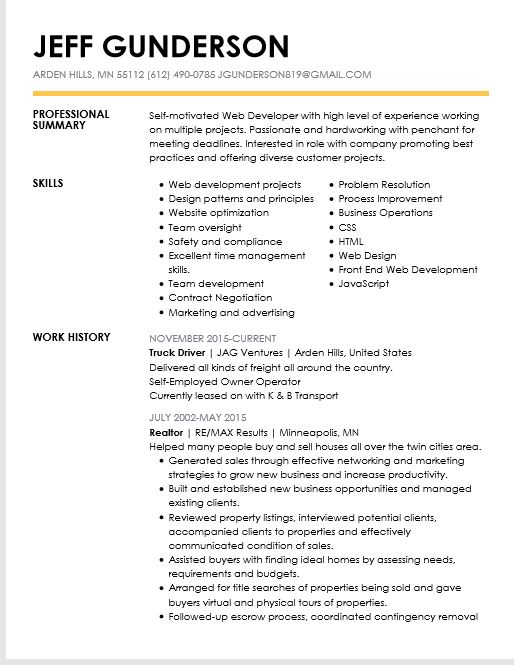 JEFF GUNDERSON
ARDEN HILLS, MN 55112 (612) 490-0785 JGUNDERSON819@GMAIL.COM
PROFESSIONAL
SUMMARY
Self-motivated Web Developer with high level of experience working
on multiple projects. Passionate and hardworking with penchant for
meeting deadlines. Interested in role with company promoting best
practices and offering diverse customer projects.
SKILLS
• Web development projects
• Design patterns and principles
• Website optimization
• Team oversight
• Safety and compliance
• Excellent time management
skills.
• Team development
• Contract Negotiation
• Marketing and advertising
• Problem Resolution
• Process Improvement
• Business Operations
• CSS
• HTML
• Web Design
• Front End Web Development
• JavaScript
WORK HISTORY
NOVEMBER 2015-CURRENT
Truck Driver | JAG Ventures | Arden Hills, United States
Delivered all kinds of freight all around the country.
Self-Employed Owner Operator
Currently leased on with K & B Transport
JULY 2002-MAY 2015
Realtor | RE/MAX Results | Minneapolis, MN
Helped many people buy and sell houses all over the twin cities area.
• Generated sales through effective networking and marketing
strategies to grow new business and increase productivity.
• Built and established new business opportunities and managed
existing clients.
• Reviewed property listings, interviewed potential clients,
accompanied clients to properties and effectively
communicated condition of sales.
• Assisted buyers with finding ideal homes by assessing needs,
requirements and budgets.
• Arranged for title searches of properties being sold and gave
buyers virtual and physical tours of properties.
• Followed-up escrow process, coordinated contingency removal